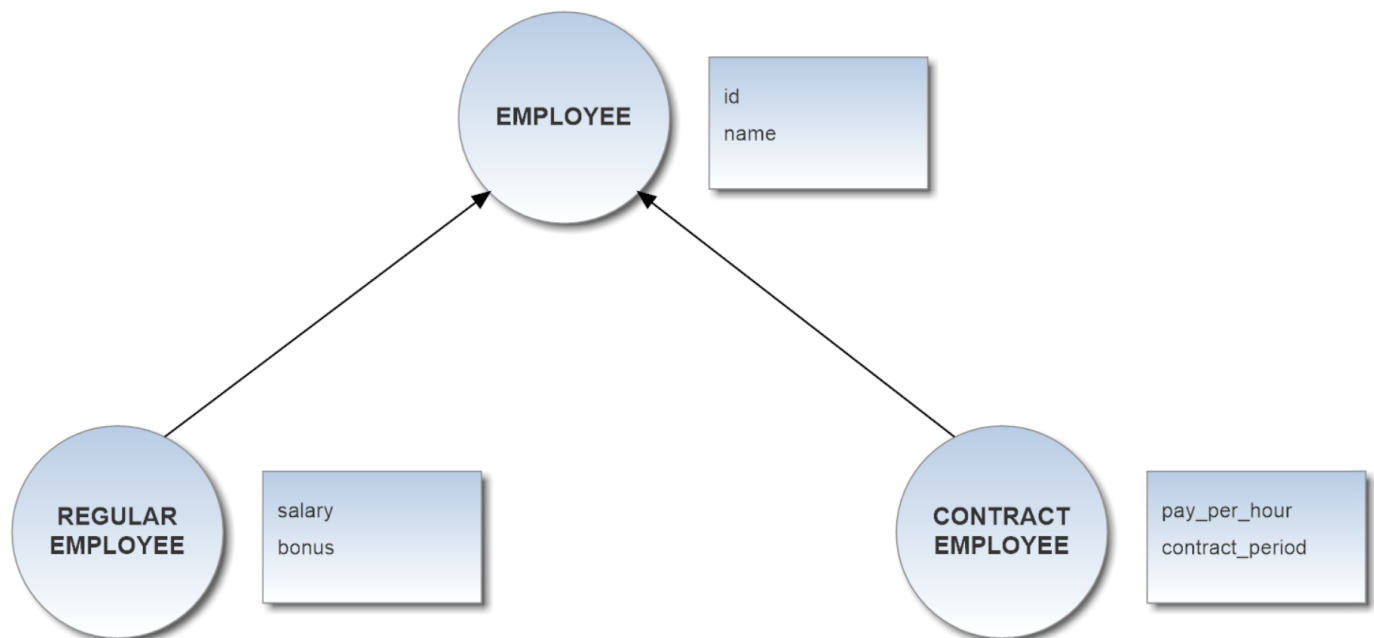 EMPLOYEE
id
name
REGULAR
EMPLOYEE
salary
bonus
CONTRACT
EMPLOYEE
pay_per_hour
contract_period